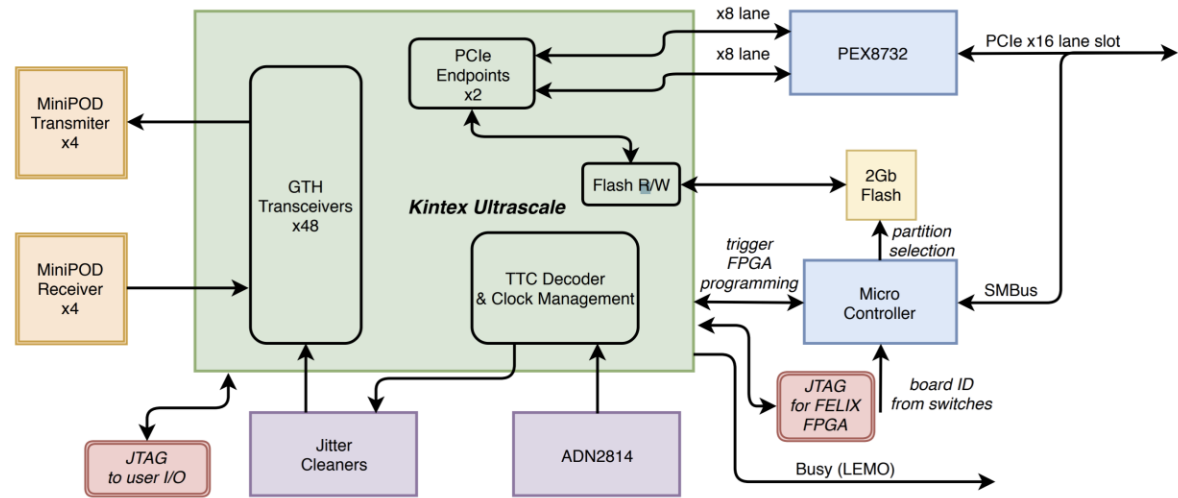 x8 lane
PCIe x16 lane slot
PCIe
Endpoints
x2
x8 lane
PEX8732
MiniPOD
Transmiter
x4
GTH
Transceivers
x48
Flash R/W
2Gb
Flash
Kintex Ultrascale
partition
selection
trigger
FPGA
programming
MiniPOD
Receiver
x4
TTC Decoder
& Clock Management
Micro
Controller
SMBus
JTAG
for FELIX
FPGA
board ID
from switches
JTAG
to user I/O
Jitter
Cleaners
ADN2814
Busy (LEMO)